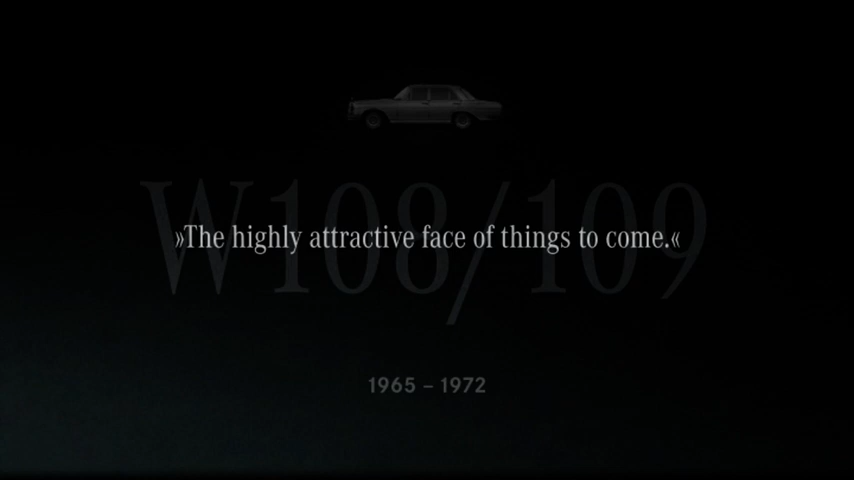 W108/109
»The highly attractive face of things to come.«
1965 – 1972